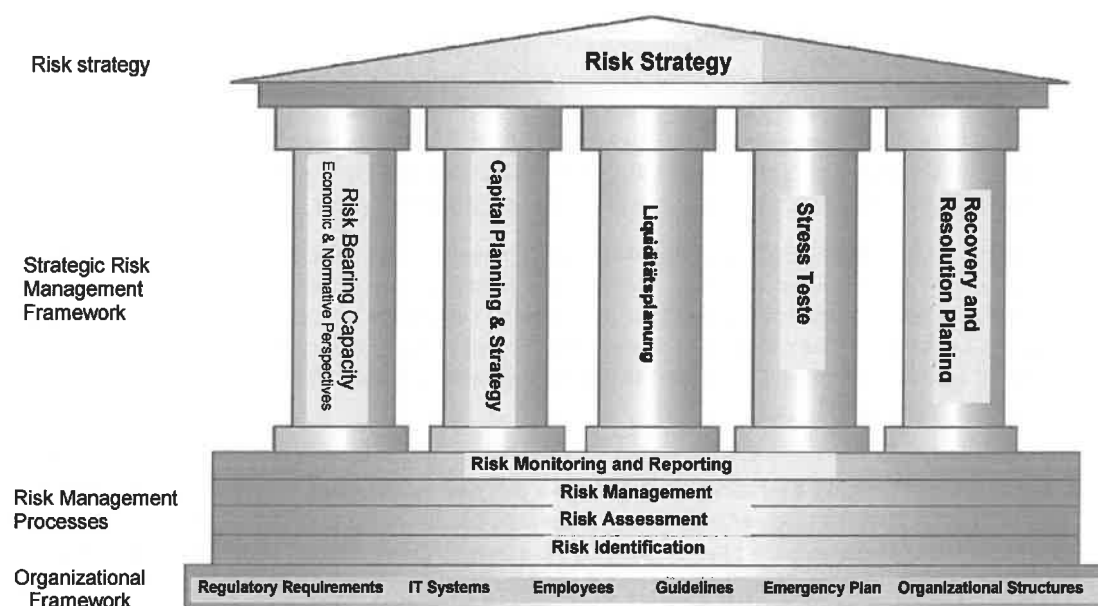 Risk strategy
Risk Strategy
Strategic Risk
Management
Framework
Risk Bearing Capacity
Economic & Normative Perspectives
Capital Planning & Strategy
Liquiditätsplanung
Stress Teste
Recovery and
Resolution Planing
Risk Management
Processes
Risk Monitoring and Reporting
Risk Management
Risk Assessment
Risk Identification
Organizational
Framework
Regulatory Requirements IT Systems Employees Guidelines Emergency Plan Organizational Structures